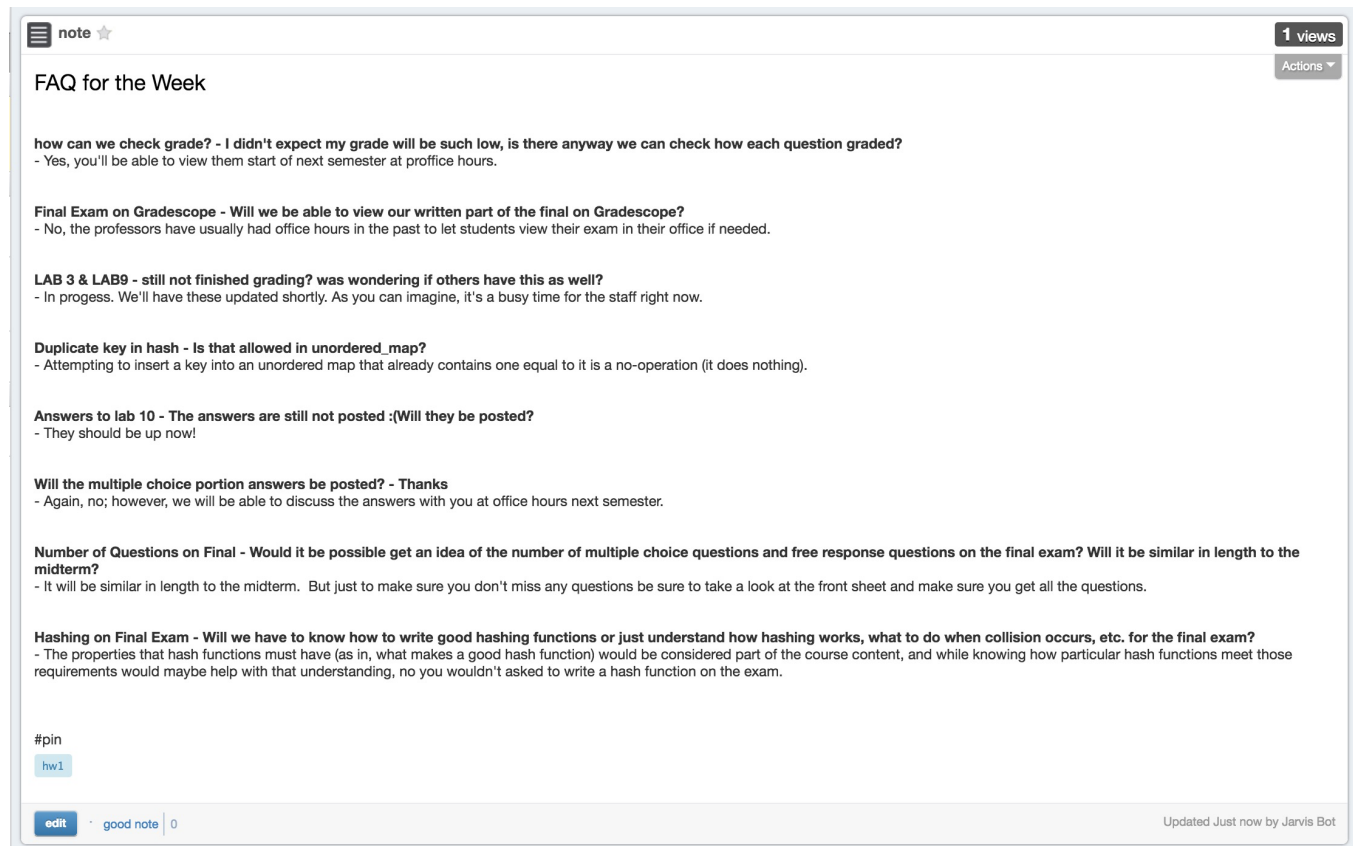 note
1 views
Actions
FAQ for the Week
how can we check grade? - I didn't expect my grade will be such low, is there anyway we can check how each question graded?
- Yes, you'll be able to view them start of next semester at proffice hours.
Final Exam on Gradescope - Will we be able to view our written part of the final on Gradescope?
- No, the professors have usually had office hours in the past to let students view their exam in their office if needed.
LAB 3 & LAB9 - still not finished grading? was wondering if others have this as well?
- In progess. We'll have these updated shortly. As you can imagine, it's a busy time for the staff right now.
Duplicate key in hash - Is that allowed in unordered_map?
- Attempting to insert a key into an unordered map that already contains one equal to it is a no-operation (it does nothing).
Answers to lab 10 - The answers are still not posted :(Will they be posted?
- They should be up now!
Will the multiple choice portion answers be posted? - Thanks
- Again, no; however, we will be able to discuss the answers with you at office hours next semester.
Number of Questions on Final - Would it be possible get an idea of the number of multiple choice questions and free response questions on the final exam? Will it be similar in length to the
midterm?
- It will be similar in length to the midterm.  But just to make sure you don't miss any questions be sure to take a look at the front sheet and make sure you get all the questions.
Hashing on Final Exam - Will we have to know how to write good hashing functions or just understand how hashing works, what to do when collision occurs, etc. for the final exam?
- The properties that hash functions must have (as in, what makes a good hash function) would be considered part of the course content, and while knowing how particular hash functions meet those
requirements would maybe help with that understanding, no you wouldn't asked to write a hash function on the exam.
#pin
hw1
edit · good note 0
Updated Just now by Jarvis Bot